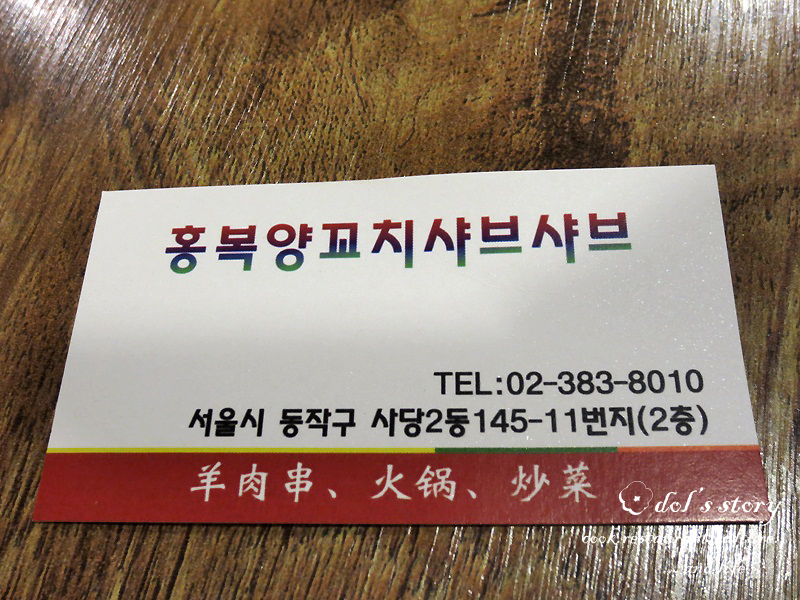 홍복양꼬치샤브샤브
TEL:02-383-8010
서울시 동작구 사당2동145-11번지(2층)
羊肉串、火锅、炒菜
dol's story